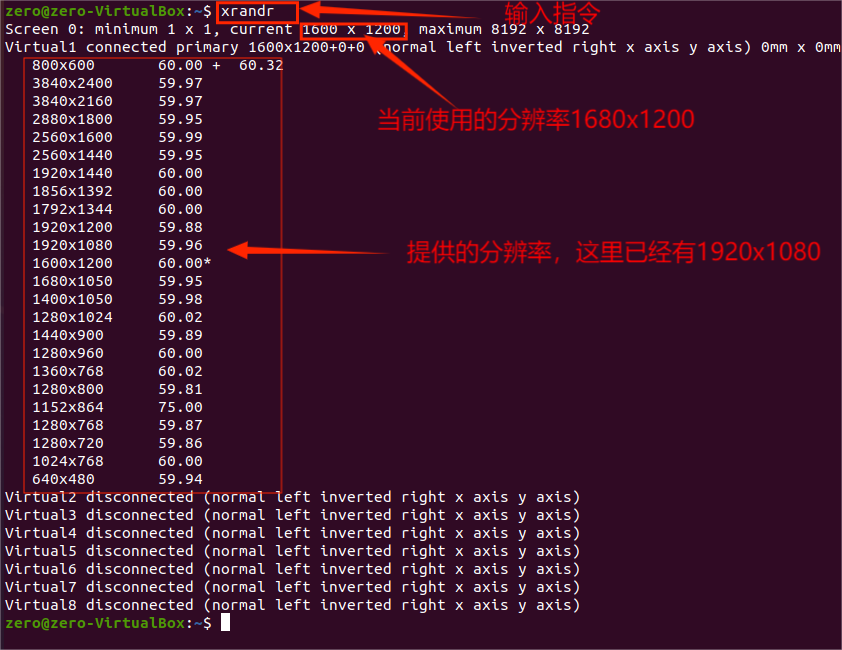 zero@zero-VirtualBox:~$ xrandr
输入指令
Screen 0: minimum 1 x 1, current 1600 x 1200, maximum 8192 x 8192
Virtual1 connected primary 1600x1200+0+0 (normal left inverted right x axis y axis) 0mm x 0mm
800x600 60.00 + 60.32
3840x2400 59.97
3840x2160 59.97
2880x1800 59.95
当前使用的分辨率1680x1200
2560x1600 59.99
2560x1440 59.95
1920x1440 60.00
1856x1392 60.00
1792x1344 60.00
1920x1200 59.88
1920x1080 59.96
提供的分辨率，这里已经有1920x1080
1600x1200 60.00*
1680x1050 59.95
1400x1050 59.98
1280x1024 60.02
1440x900 59.89
1280x960 60.00
1360x768 60.02
1280x800 59.81
1152x864 75.00
1280x768 59.87
1280x720 59.86
1024x768 60.00
640x480 59.94
Virtual2 disconnected (normal left inverted right x axis y axis)
Virtual3 disconnected (normal left inverted right x axis y axis)
Virtual4 disconnected (normal left inverted right x axis y axis)
Virtual5 disconnected (normal left inverted right x axis y axis)
Virtual6 disconnected (normal left inverted right x axis y axis)
Virtual7 disconnected (normal left inverted right x axis y axis)
Virtual8 disconnected (normal left inverted right x axis y axis)
zero@zero-VirtualBox:~$